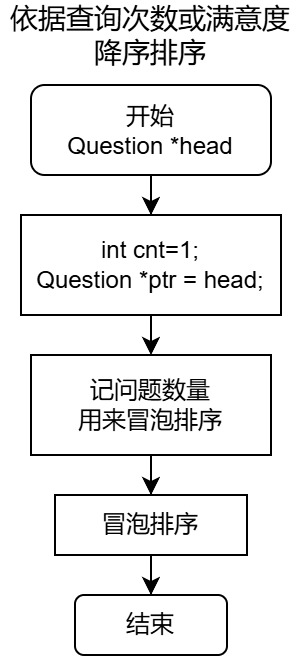 依据查询次数或满意度
降序排序
开始
Question *head
int cnt=1;
Question *ptr = head;
记问题数量
用来冒泡排序
冒泡排序
结束